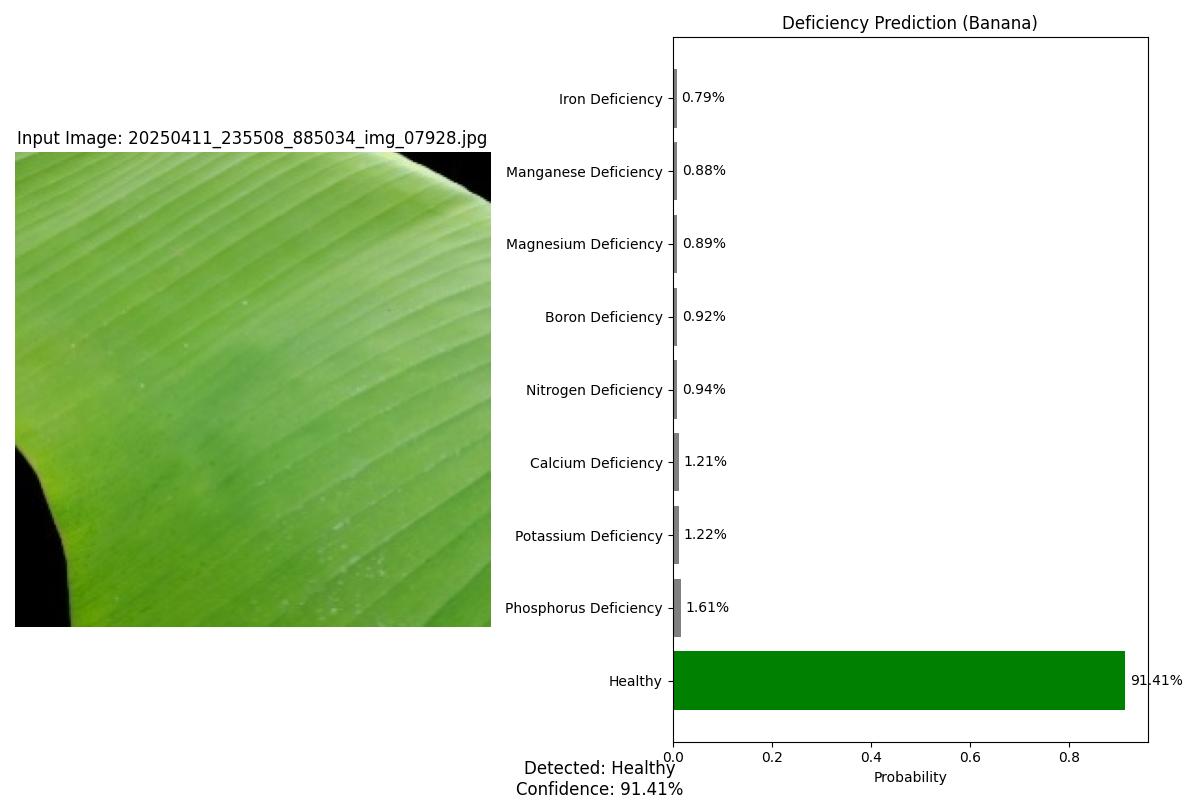 Input Image: 20250411_235508_885034_img_07928.jpg
Deficiency Prediction (Banana)
Iron Deficiency 0.79%
Manganese Deficiency 0.88%
Magnesium Deficiency 0.89%
Boron Deficiency 0.92%
Nitrogen Deficiency 0.94%
Calcium Deficiency 1.21%
Potassium Deficiency 1.22%
Phosphorus Deficiency 1.61%
Healthy 91.41%
0.0 0.2 0.4 0.6 0.8
Probability
Detected: Healthy
Confidence: 91.41%